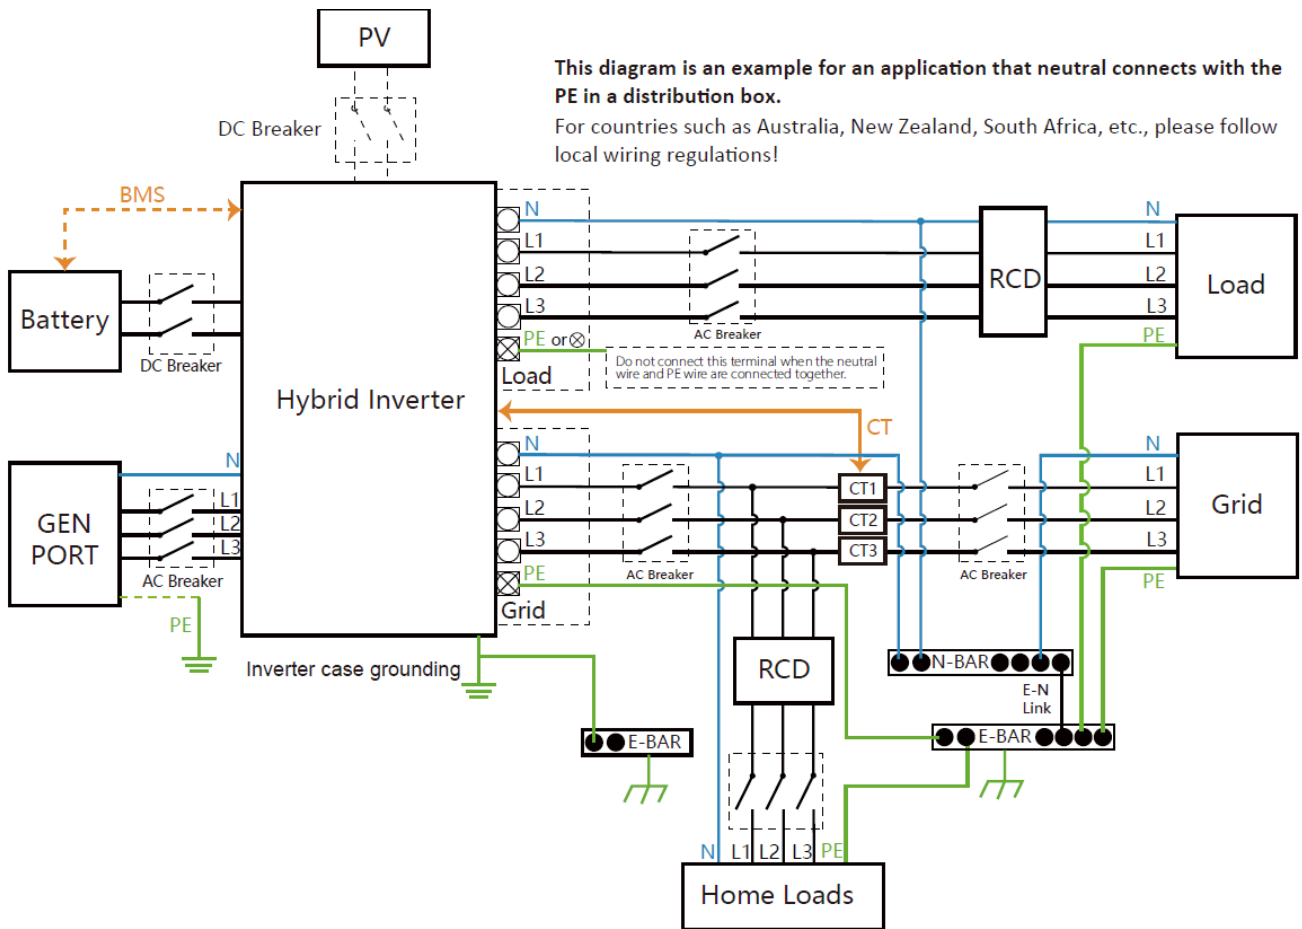 PV
This diagram is an example for an application that neutral connects with the
PE in a distribution box.
For countries such as Australia, New Zealand, South Africa, etc., please follow
local wiring regulations!
DC Breaker
BMS
N
L1
L2
L3
PE or
Load
AC Breaker
Do not connect this terminal when the neutral
wire and PE wire are connected together.
RCD
N
L1
L2
L3
PE
Load
Battery
DC Breaker
Hybrid Inverter
CT
N
L1
L2
L3
PE
Grid
AC Breaker
CT1
CT2
CT3
AC Breaker
N
L1
L2
L3
PE
Grid
GEN
PORT
N
L1
L2
L3
AC Breaker
PE
Inverter case grounding
RCD
N-BAR
E-N
Link
E-BAR
E-BAR
N
L1
L2
L3
PE
Home Loads